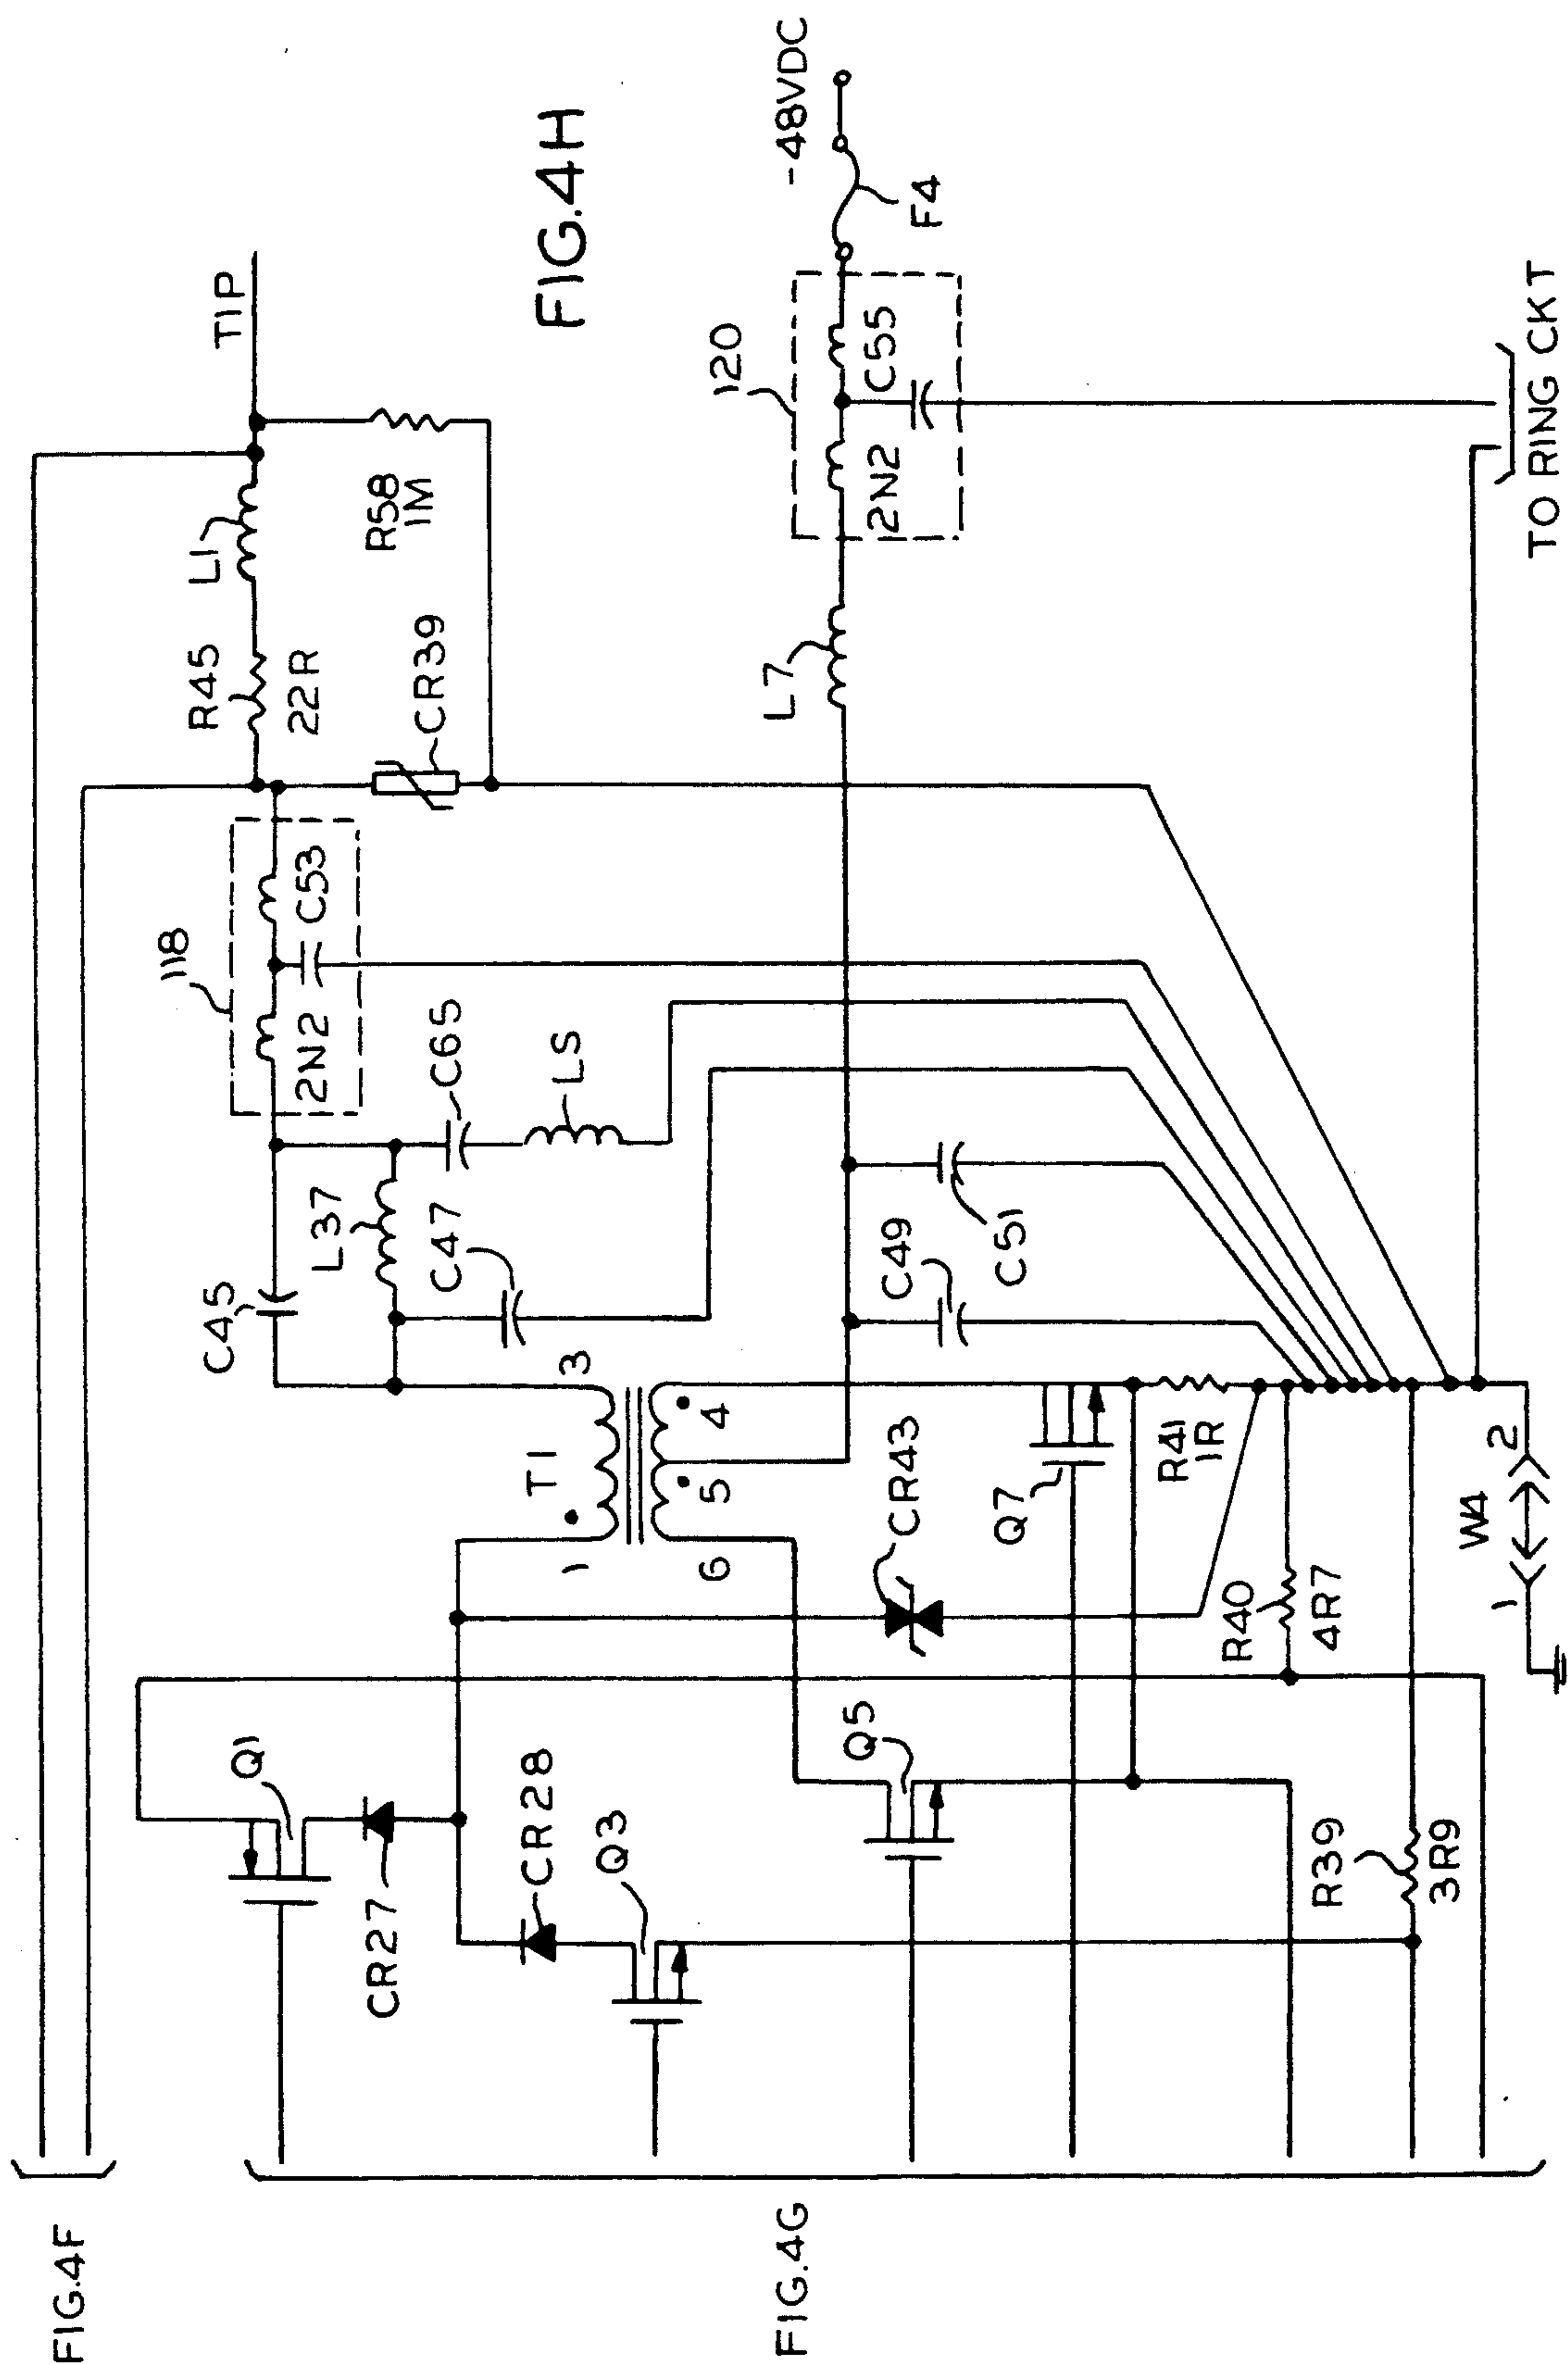 FIG.4H
TIP
R58
1M
L1
R45
22R
CR39
118
C53
2N2
C65
LS
L37
C47
C45
-48VDC
F4
120
C55
2N2
L7
C51
C49
T1
1
3
4
5
6
CR43
Q7
R41
1R
R40
4R7
W4
1
2
TO RING CKT
Q1
CR27
CR28
Q3
Q5
R39
3R9
FIG.4F
FIG.4G